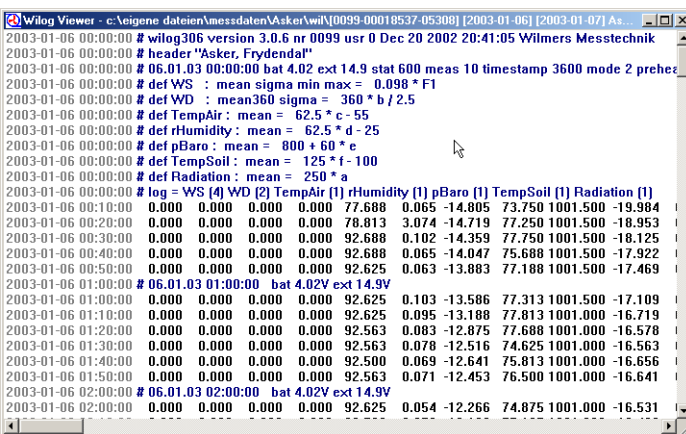 Wilog Viewer - c:\eigene dateien\messdaten\Asker\wil\[0099-00018537-05308] [2003-01-06] [2003-01-07] As...
2003-01-06 00:00:00 # wilog306 version 3.0.6 nr 0099 usr 0 Dec 20 2002 20:41:05 Wilmers Messtechnik
2003-01-06 00:00:00 # header "Asker, Frydendal"
2003-01-06 00:00:00 # 06.01.03 00:00:00 bat 4.02 ext 14.9 stat 600 meas 10 timestamp 3600 mode 2 prehea
2003-01-06 00:00:00 # def WS : mean sigma min max = 0.098 * F1
2003-01-06 00:00:00 # def WD : mean360 sigma = 360 * b / 2.5
2003-01-06 00:00:00 # def TempAir : mean = 62.5 * c - 55
2003-01-06 00:00:00 # def rHumidity : mean = 62.5 * d - 25
2003-01-06 00:00:00 # def pBaro : mean = 800 + 60 * e
2003-01-06 00:00:00 # def TempSoil : mean = 125 * f - 100
2003-01-06 00:00:00 # def Radiation : mean = 250 * a
2003-01-06 00:00:00 # log = WS (4) WD (2) TempAir (1) rHumidity (1) pBaro (1) TempSoil (1) Radiation (1)
2003-01-06 00:10:00 0.000 0.000 0.000 0.000 77.688 0.065 -14.805 73.750 1001.500 -19.984
2003-01-06 00:20:00 0.000 0.000 0.000 0.000 78.813 3.074 -14.719 77.250 1001.500 -18.953
2003-01-06 00:30:00 0.000 0.000 0.000 0.000 92.688 0.102 -14.359 77.750 1001.500 -18.125
2003-01-06 00:40:00 0.000 0.000 0.000 0.000 92.688 0.065 -14.047 75.688 1001.500 -17.922
2003-01-06 00:50:00 0.000 0.000 0.000 0.000 92.625 0.063 -13.883 77.188 1001.500 -17.469
2003-01-06 01:00:00 # 06.01.03 01:00:00 bat 4.02V ext 14.9V
2003-01-06 01:00:00 0.000 0.000 0.000 0.000 92.625 0.103 -13.586 77.313 1001.500 -17.109
2003-01-06 01:10:00 0.000 0.000 0.000 0.000 92.625 0.095 -13.188 77.813 1001.000 -16.719
2003-01-06 01:20:00 0.000 0.000 0.000 0.000 92.563 0.083 -12.875 77.688 1001.000 -16.578
2003-01-06 01:30:00 0.000 0.000 0.000 0.000 92.563 0.078 -12.516 74.625 1001.000 -16.563
2003-01-06 01:40:00 0.000 0.000 0.000 0.000 92.500 0.069 -12.641 75.813 1001.000 -16.656
2003-01-06 01:50:00 0.000 0.000 0.000 0.000 92.563 0.071 -12.453 76.500 1001.000 -16.641
2003-01-06 02:00:00 # 06.01.03 02:00:00 bat 4.02V ext 14.9V
2003-01-06 02:00:00 0.000 0.000 0.000 0.000 92.625 0.054 -12.266 74.875 1001.000 -16.531